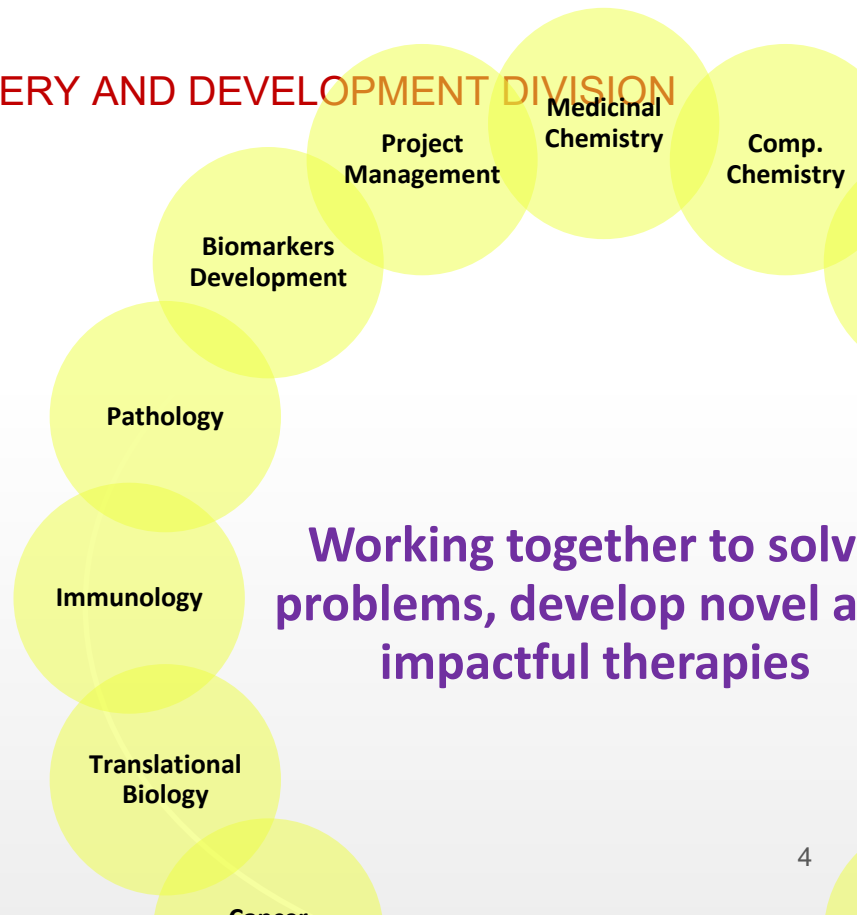 ERY AND DEVELOPMENT DIVISION
Medicinal
Chemistry
Project
Management
Comp.
Chemistry
Biomarkers
Development
Pathology
Immunology
Working together to solv
problems, develop novel a
impactful therapies
Translational
Biology
4
Cancer